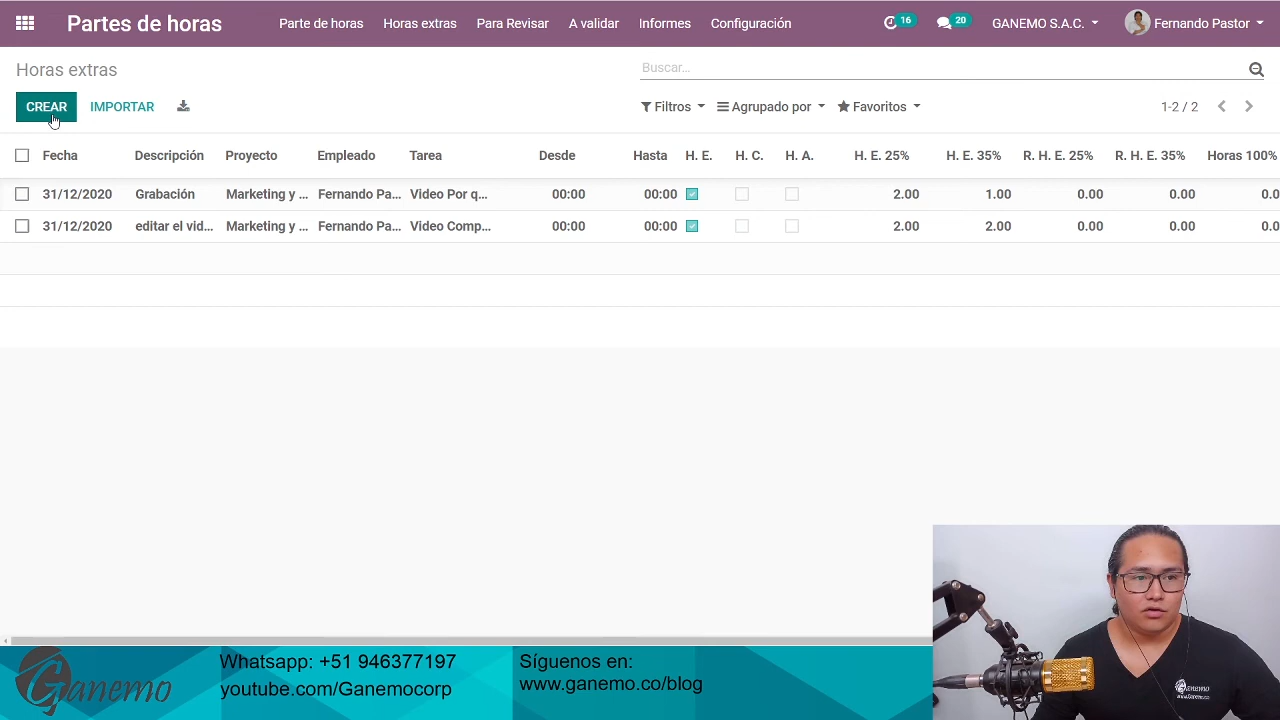 Partes de horas Parte de horas Horas extras Para Revisar A validar Informes Configuración 16 20 GANEMO S.A.C. Fernando Pastor
Horas extras Buscar...
CREAR IMPORTAR Filtros Agrupado por Favoritos 1-2 / 2
Fecha Descripción Proyecto Empleado Tarea Desde Hasta H. E. H. C. H. A. H. E. 25% H. E. 35% R. H. E. 25% R. H. E. 35% Horas 100%
31/12/2020 Grabación Marketing y ... Fernando Pa... Video Por q... 00:00 00:00 2.00 1.00 0.00 0.00 0.0
31/12/2020 editar el vid... Marketing y ... Fernando Pa... Video Comp... 00:00 00:00 2.00 2.00 0.00 0.00 0.0
Ganemo
Whatsapp: +51 946377197
youtube.com/Ganemocorp
Síguenos en:
www.ganemo.co/blog
Ganemo